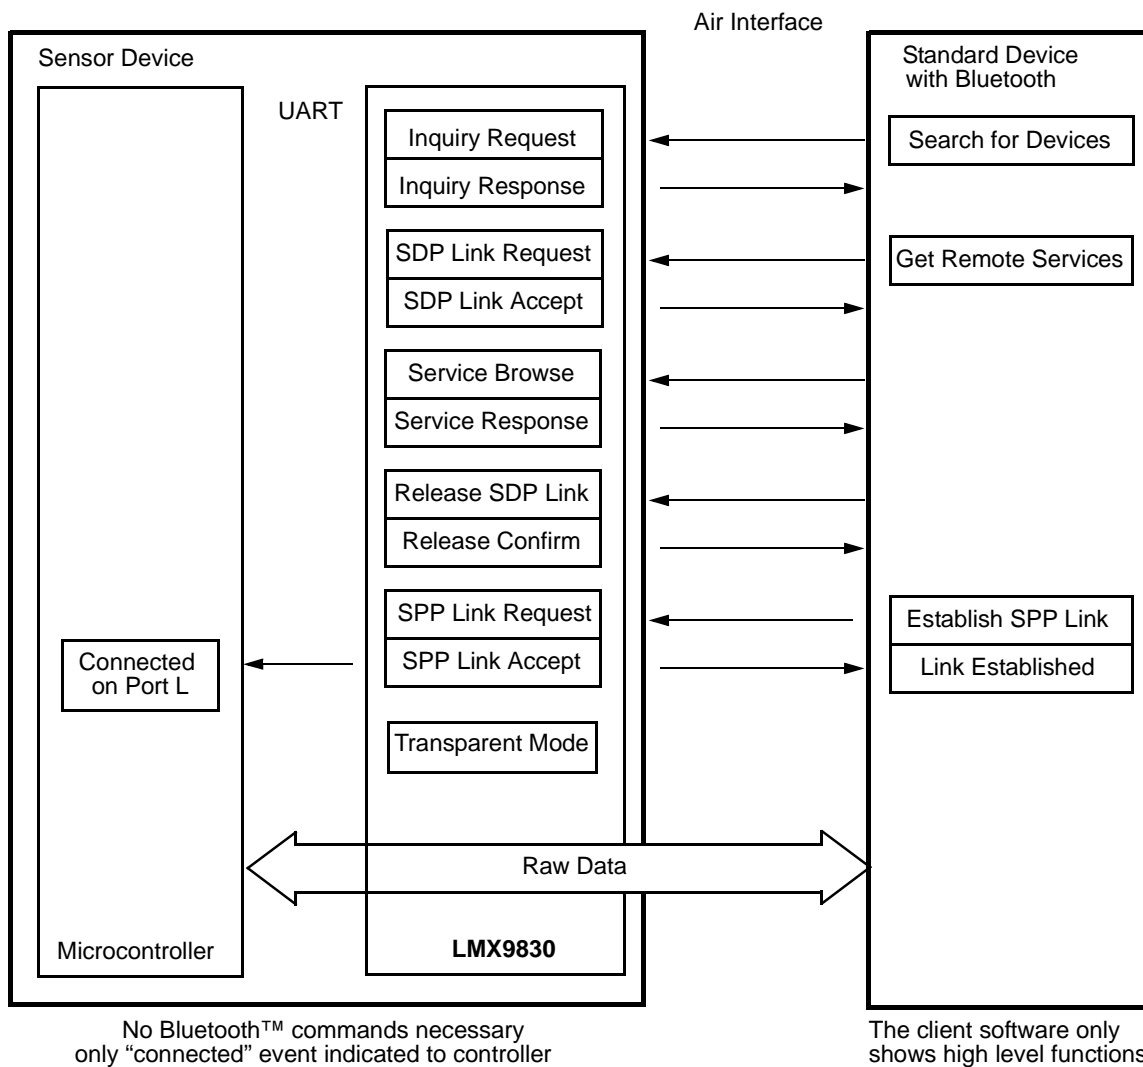 Air Interface
Sensor Device
UART
Inquiry Request
Inquiry Response
SDP Link Request
SDP Link Accept
Service Browse
Service Response
Release SDP Link
Release Confirm
SPP Link Request
SPP Link Accept
Connected
on Port L
Transparent Mode
Raw Data
Microcontroller
LMX9830
Standard Device
with Bluetooth
Search for Devices
Get Remote Services
Establish SPP Link
Link Established
No Bluetooth™ commands necessary
only “connected” event indicated to controller
The client software only
shows high level functions